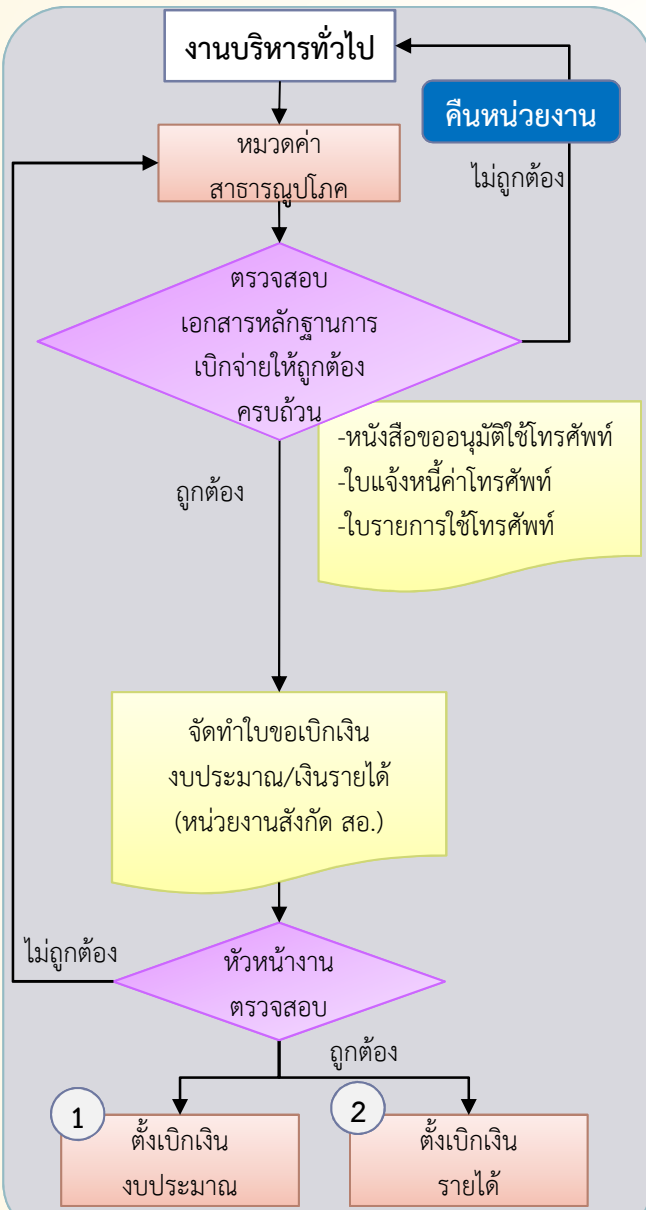 งานบริหารทั่วไป
คืนหน่วยงาน
หมวดค่า
สาธารณูปโภค
ไม่ถูกต้อง
ตรวจสอบ
เอกสารหลักฐานการ
เบิกจ่ายให้ถูกต้อง
ครบถ้วน
-หนังสือขออนุมัติใช้โทรศัพท์
-ใบแจ้งหนี้ค่าโทรศัพท์
-ใบรายการใช้โทรศัพท์
ถูกต้อง
จัดทำใบขอเบิกเงิน
งบประมาณ/เงินรายได้
(หน่วยงานสังกัด สอ.)
ไม่ถูกต้อง
หัวหน้างาน
ตรวจสอบ
ถูกต้อง
1
ตั้งเบิกเงิน
งบประมาณ
2
ตั้งเบิกเงิน
รายได้